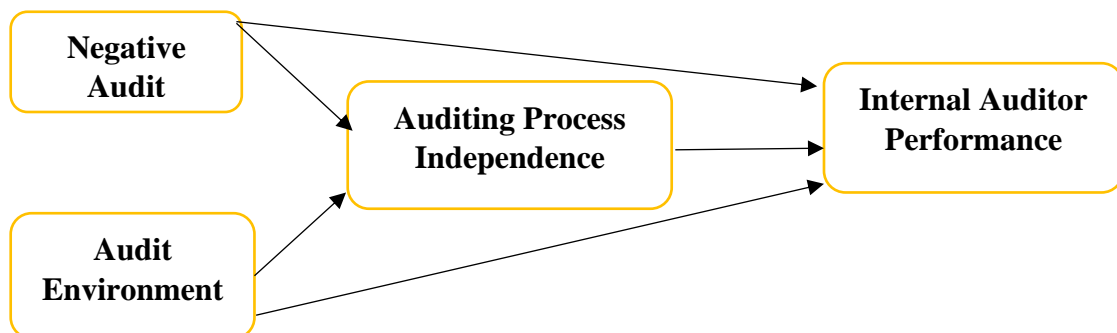 Negative
Audit
Auditing Process
Independence
Internal Auditor
Performance
Audit
Environment